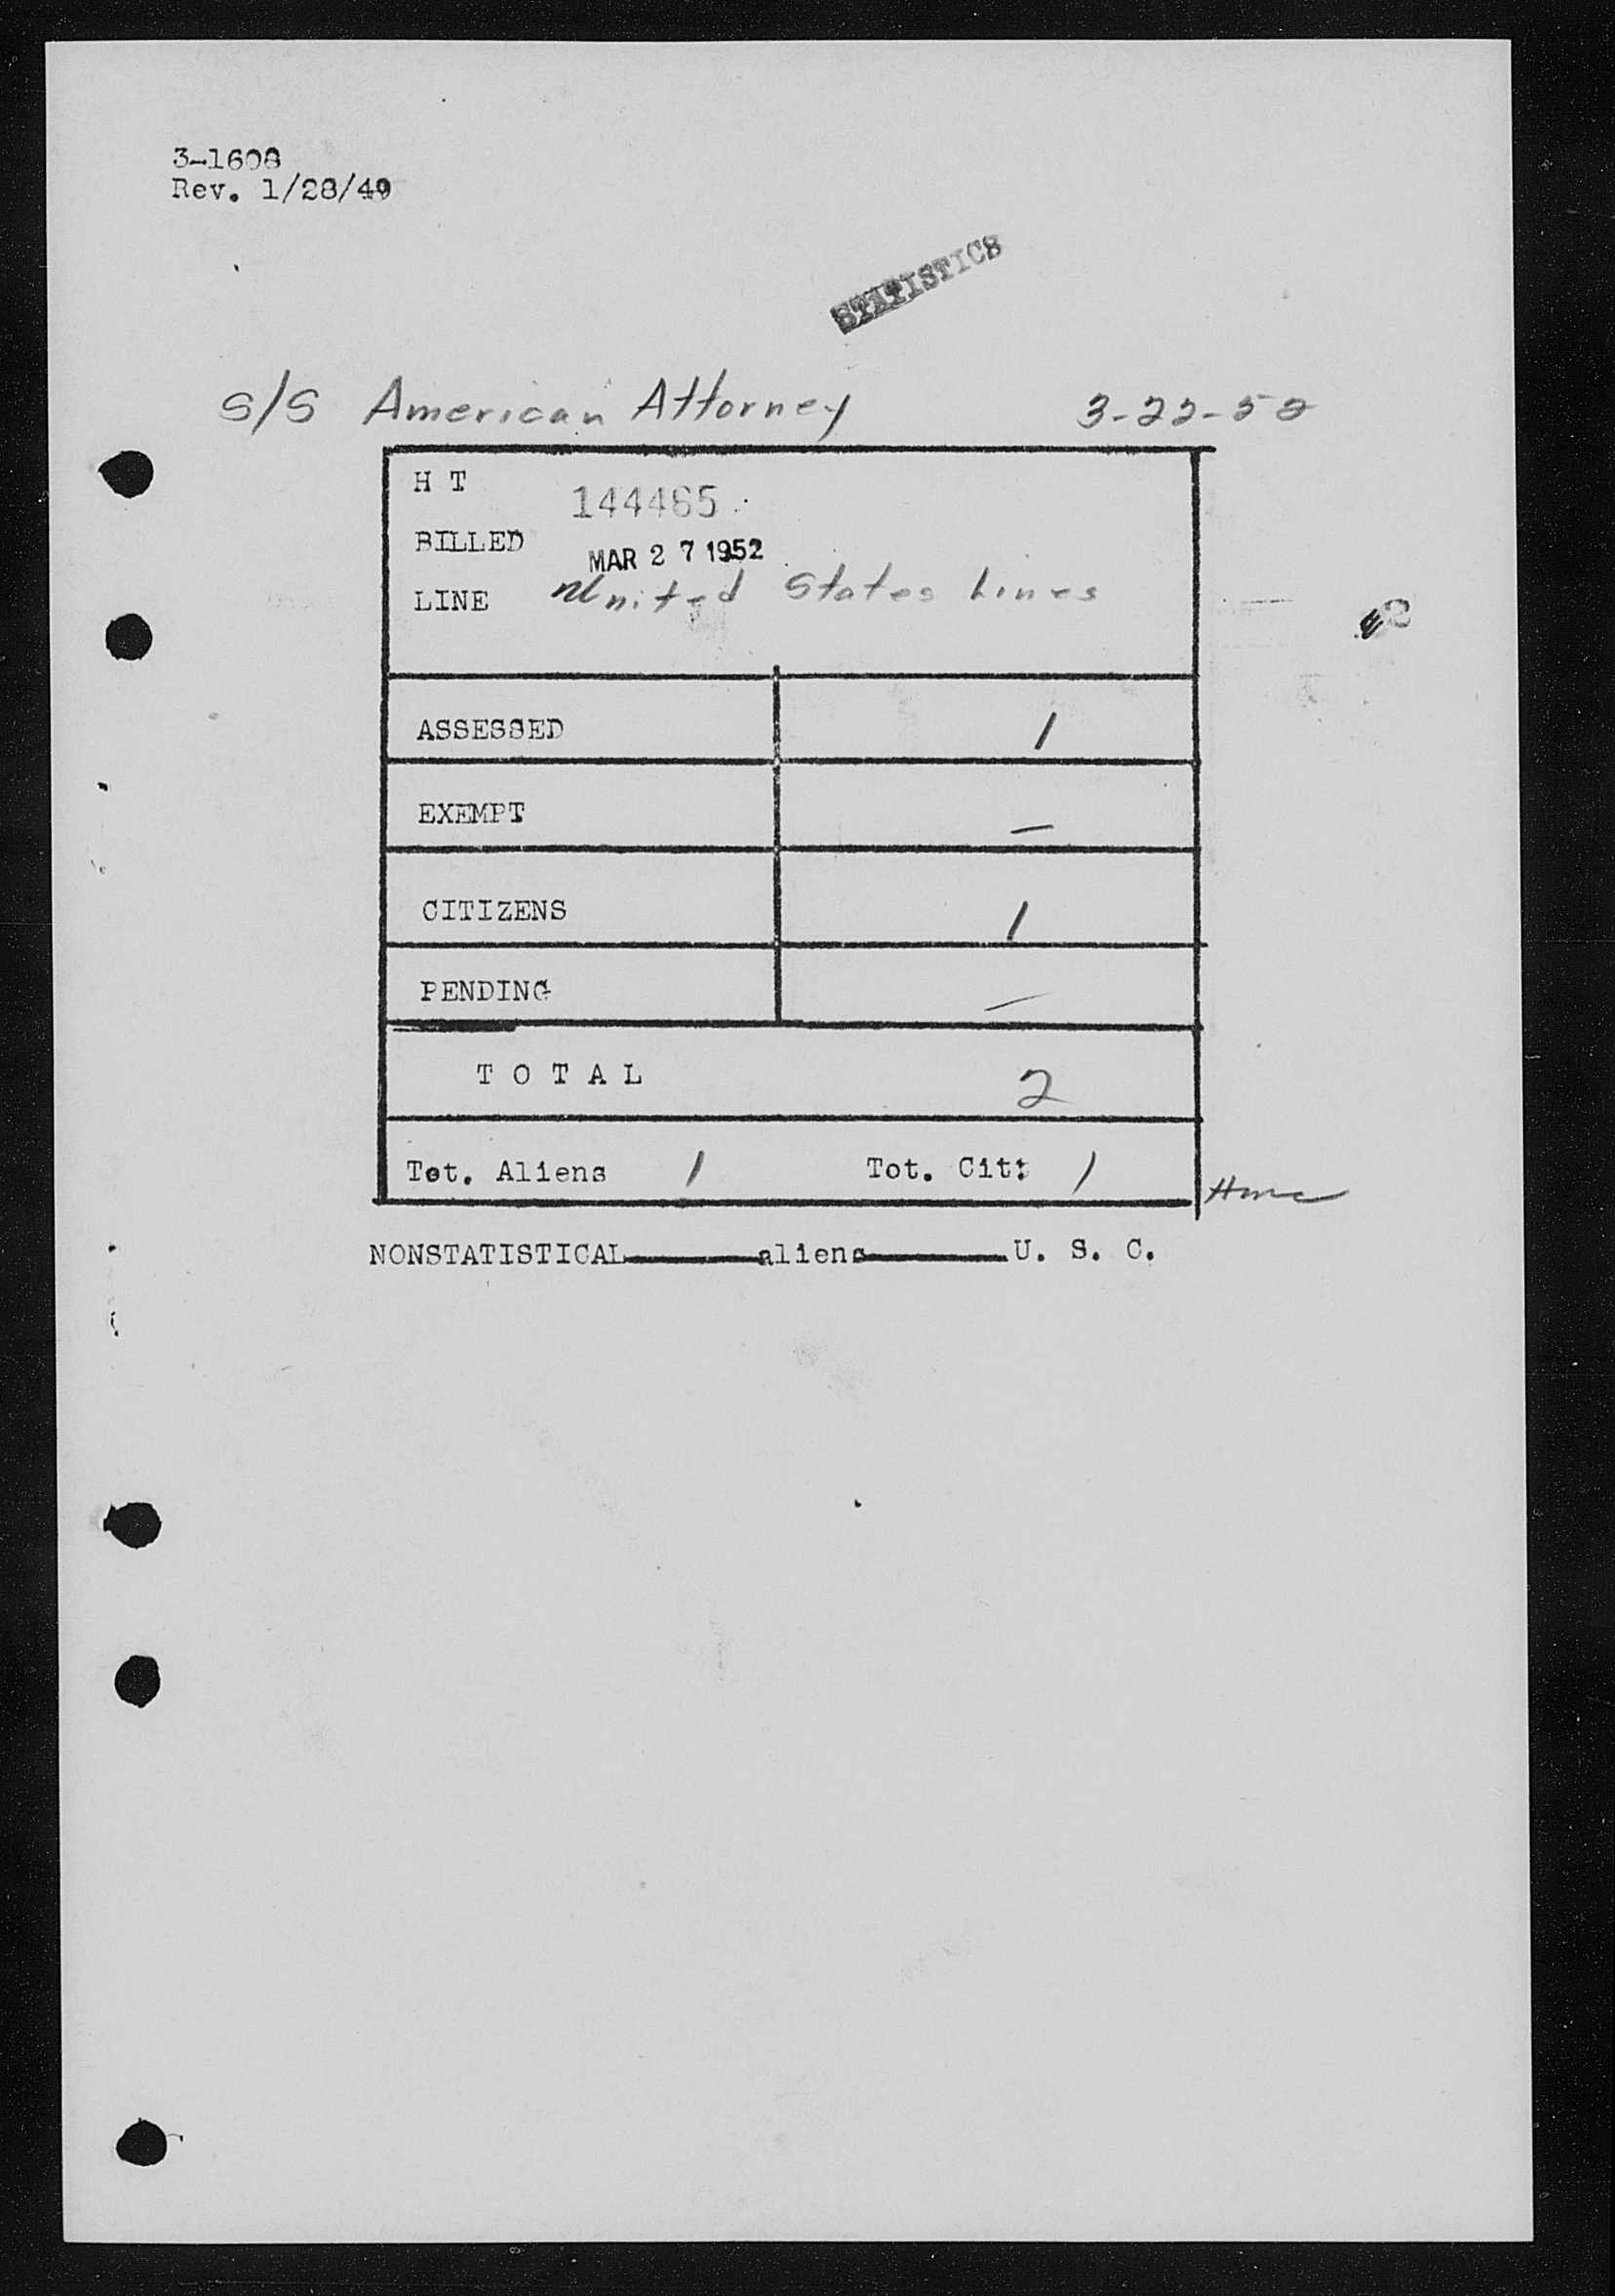 3-1608
Rev. 1/28/49
STATISTICS
S/S American Attorney 3-22-52
H T 144465
BILLED MAR 27 1952
LINE United States Lines
ASSESSED 1
EXEMPT —
CITIZENS 1
PENDING —
T O T A L 2
Tot. Aliens 1 Tot. Cit: 1
NONSTATISTICAL aliens U. S. C.